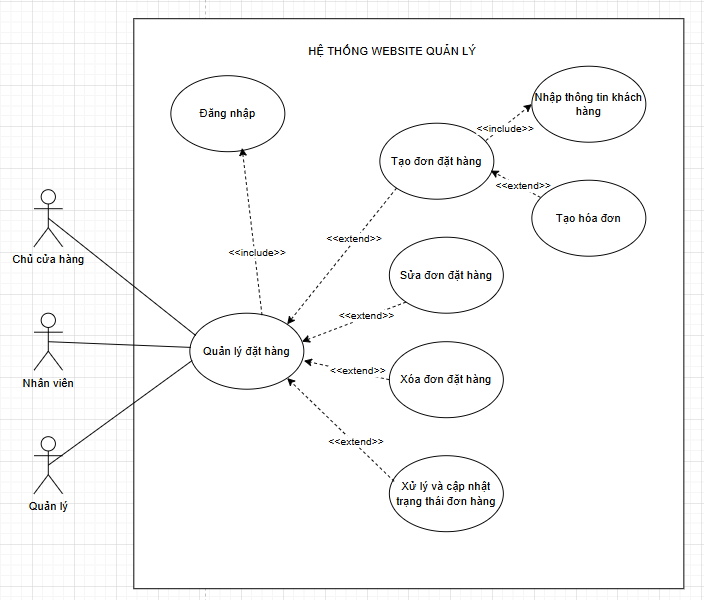 HỆ THỐNG WEBSITE QUẢN LÝ
Đăng nhập
Nhập thông tin khách
hàng
<<include>>
Tạo đơn đặt hàng
<<extend>>
Tạo hóa đơn
Chủ cửa hàng
<<extend>>
<<include>>
Sửa đơn đặt hàng
<<extend>>
Quản lý đặt hàng
<<extend>>
Xóa đơn đặt hàng
Nhân viên
<<extend>>
Xử lý và cập nhật
trạng thái đơn hàng
Quản lý